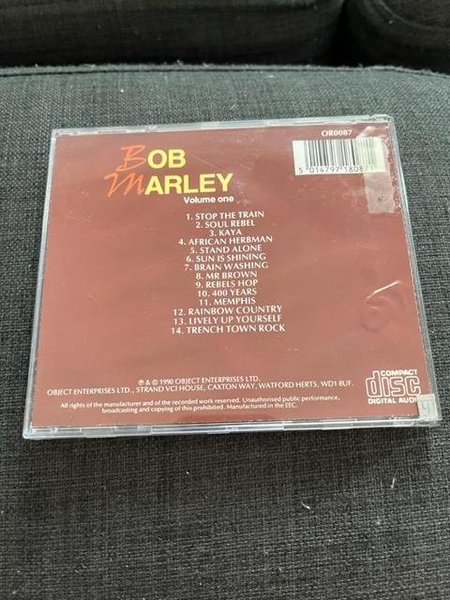 OR0087
BOB
MARLEY
Volume one
5 014797 18087
1. STOP THE TRAIN
2. SOUL REBEL
3. KAYA
4. AFRICAN HERBMAN
5. STAND ALONE
6. SUN IS SHINING
7. BRAIN WASHING
8. MR BROWN
9. REBELS HOP
10. 400 YEARS
11. MEMPHIS
12. RAINBOW COUNTRY
13. LIVELY UP YOURSELF
14. TRENCH TOWN ROCK
℗ & © 1990 OBJECT ENTERPRISES LTD.
OBJECT ENTERPRISES LTD., STRAND VCI HOUSE, CAXTON WAY, WATFORD HERTS, WD1 8UF.
All rights of the manufacturer and of the recorded work reserved. Unauthorised public performance,
broadcasting and copying of this prohibited. Manufactured in the EEC.
COMPACT
disc
DIGITAL AUDIO